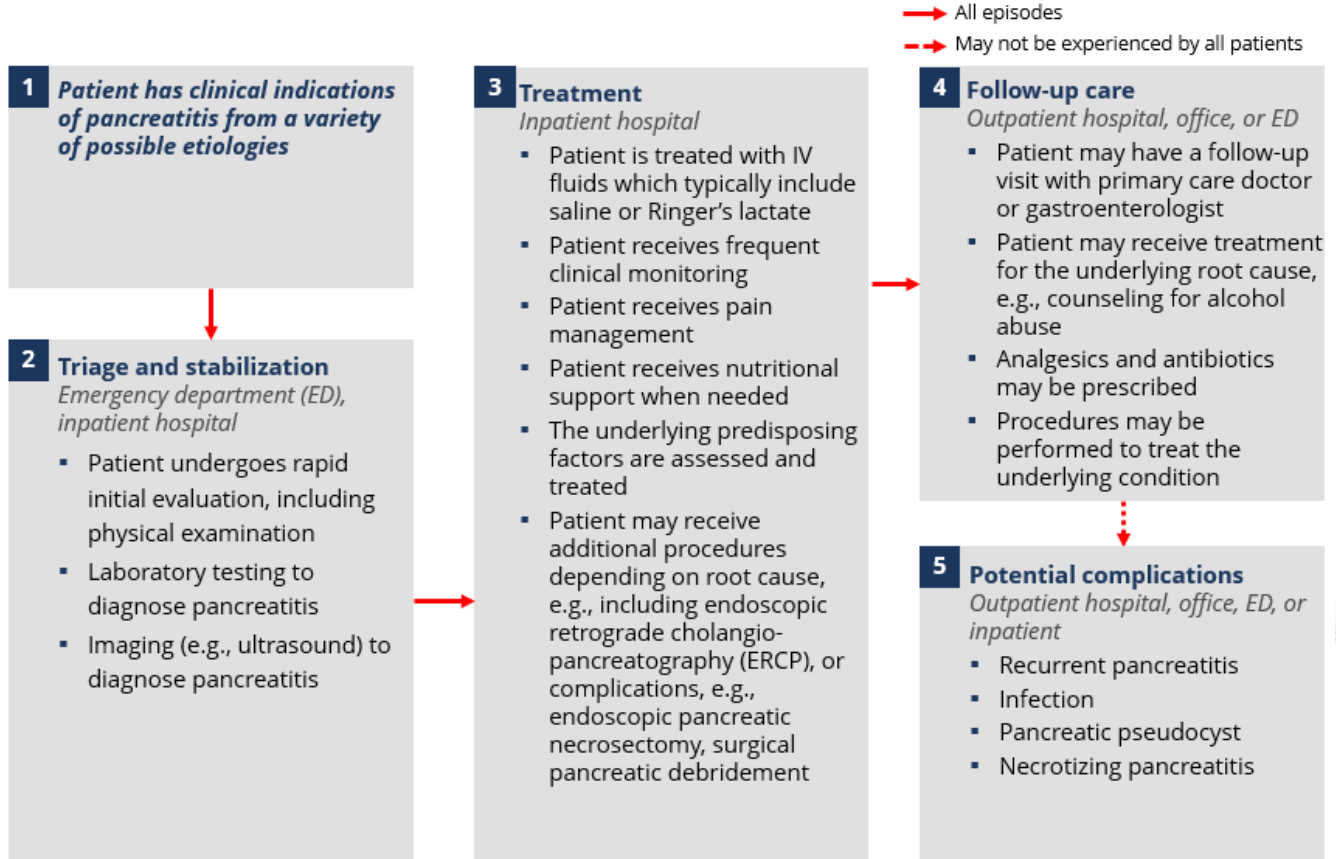 All episodes
May not be experienced by all patients
1
Patient has clinical indications
of pancreatitis from a variety
of possible etiologies
2
Triage and stabilization
Emergency department (ED),
inpatient hospital
▪ Patient undergoes rapid
initial evaluation, including
physical examination
▪ Laboratory testing to
diagnose pancreatitis
▪ Imaging (e.g., ultrasound) to
diagnose pancreatitis
3
Treatment
Inpatient hospital
▪ Patient is treated with IV
fluids which typically include
saline or Ringer's lactate
▪ Patient receives frequent
clinical monitoring
▪ Patient receives pain
management
▪ Patient receives nutritional
support when needed
▪ The underlying predisposing
factors are assessed and
treated
▪ Patient may receive
additional procedures
depending on root cause,
e.g., including endoscopic
retrograde cholangio-
pancreatography (ERCP), or
complications, e.g.,
endoscopic pancreatic
necrosectomy, surgical
pancreatic debridement
4
Follow-up care
Outpatient hospital, office, or ED
▪ Patient may have a follow-up
visit with primary care doctor
or gastroenterologist
▪ Patient may receive treatment
for the underlying root cause,
e.g., counseling for alcohol
abuse
▪ Analgesics and antibiotics
may be prescribed
▪ Procedures may be
performed to treat the
underlying condition
5
Potential complications
Outpatient hospital, office, ED, or
inpatient
▪ Recurrent pancreatitis
▪ Infection
▪ Pancreatic pseudocyst
▪ Necrotizing pancreatitis